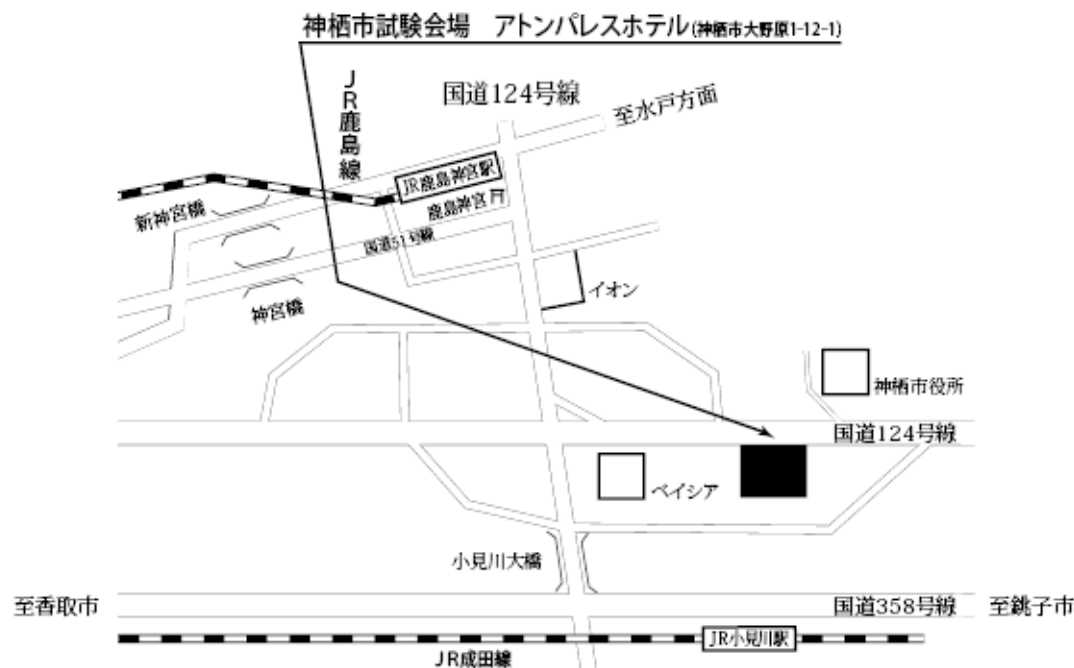 神栖市試験会場　アトンパレスホテル(神栖市大野原1-12-1)
JR鹿島線
国道124号線
至水戸方面
JR鹿島神宮駅
鹿島神宮
新神宮橋
国道51号線
イオン
神宮橋
神栖市役所
国道124号線
ベイシア
小見川大橋
至香取市
国道358号線
至銚子市
JR小見川駅
JR成田線